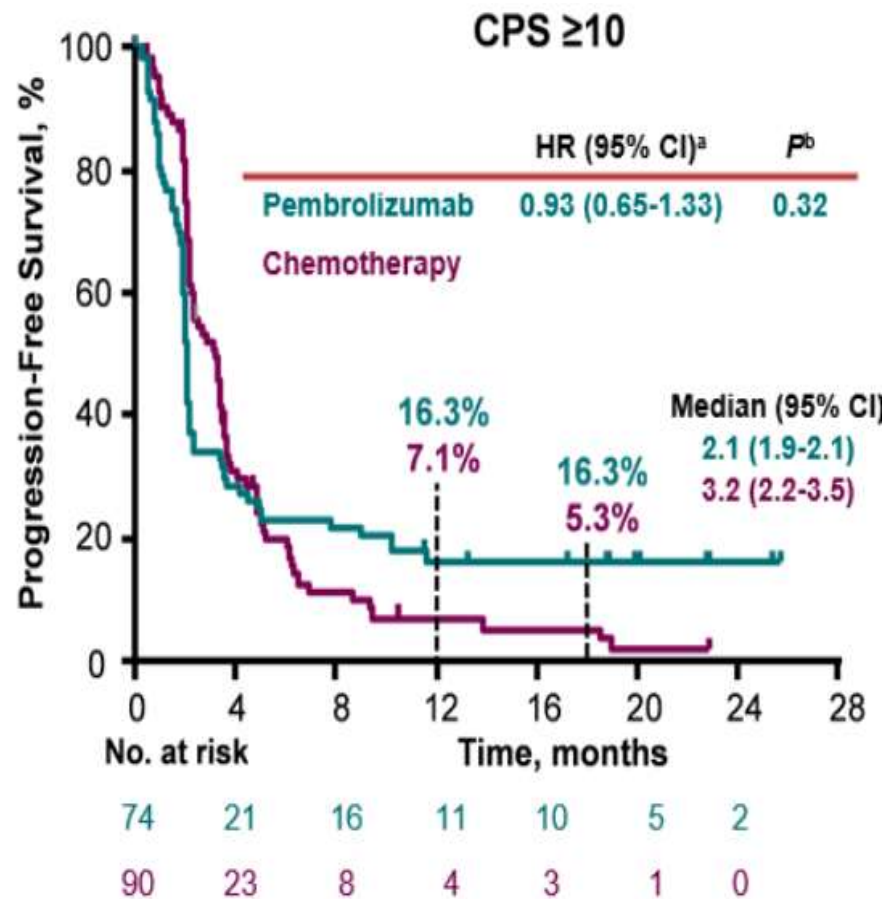 CPS ≥10
Progression-Free Survival, %
100
80
60
40
20
0
HR (95% CI)ᵃ Pᵇ
Pembrolizumab 0.93 (0.65-1.33) 0.32
Chemotherapy
16.3%
7.1%
16.3%
5.3%
Median (95% CI)
2.1 (1.9-2.1)
3.2 (2.2-3.5)
0 4 8 12 16 20 24 28
No. at risk Time, months
74 21 16 11 10 5 2
90 23 8 4 3 1 0